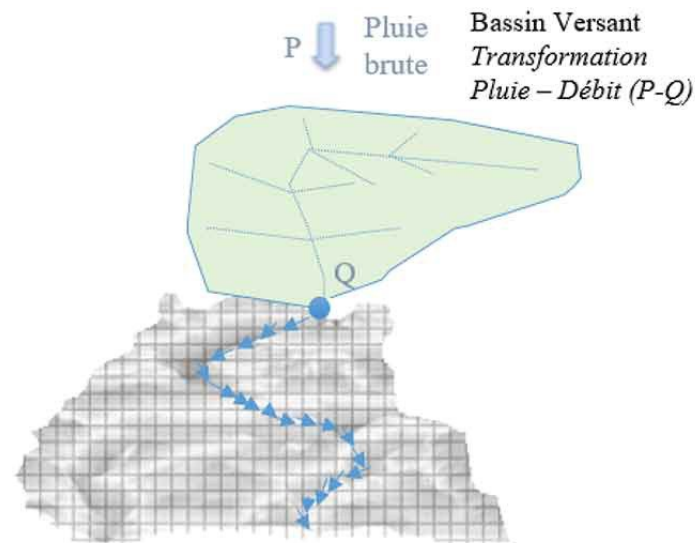 P
Pluie
brute
Bassin Versant
Transformation
Pluie – Débit (P-Q)
Q